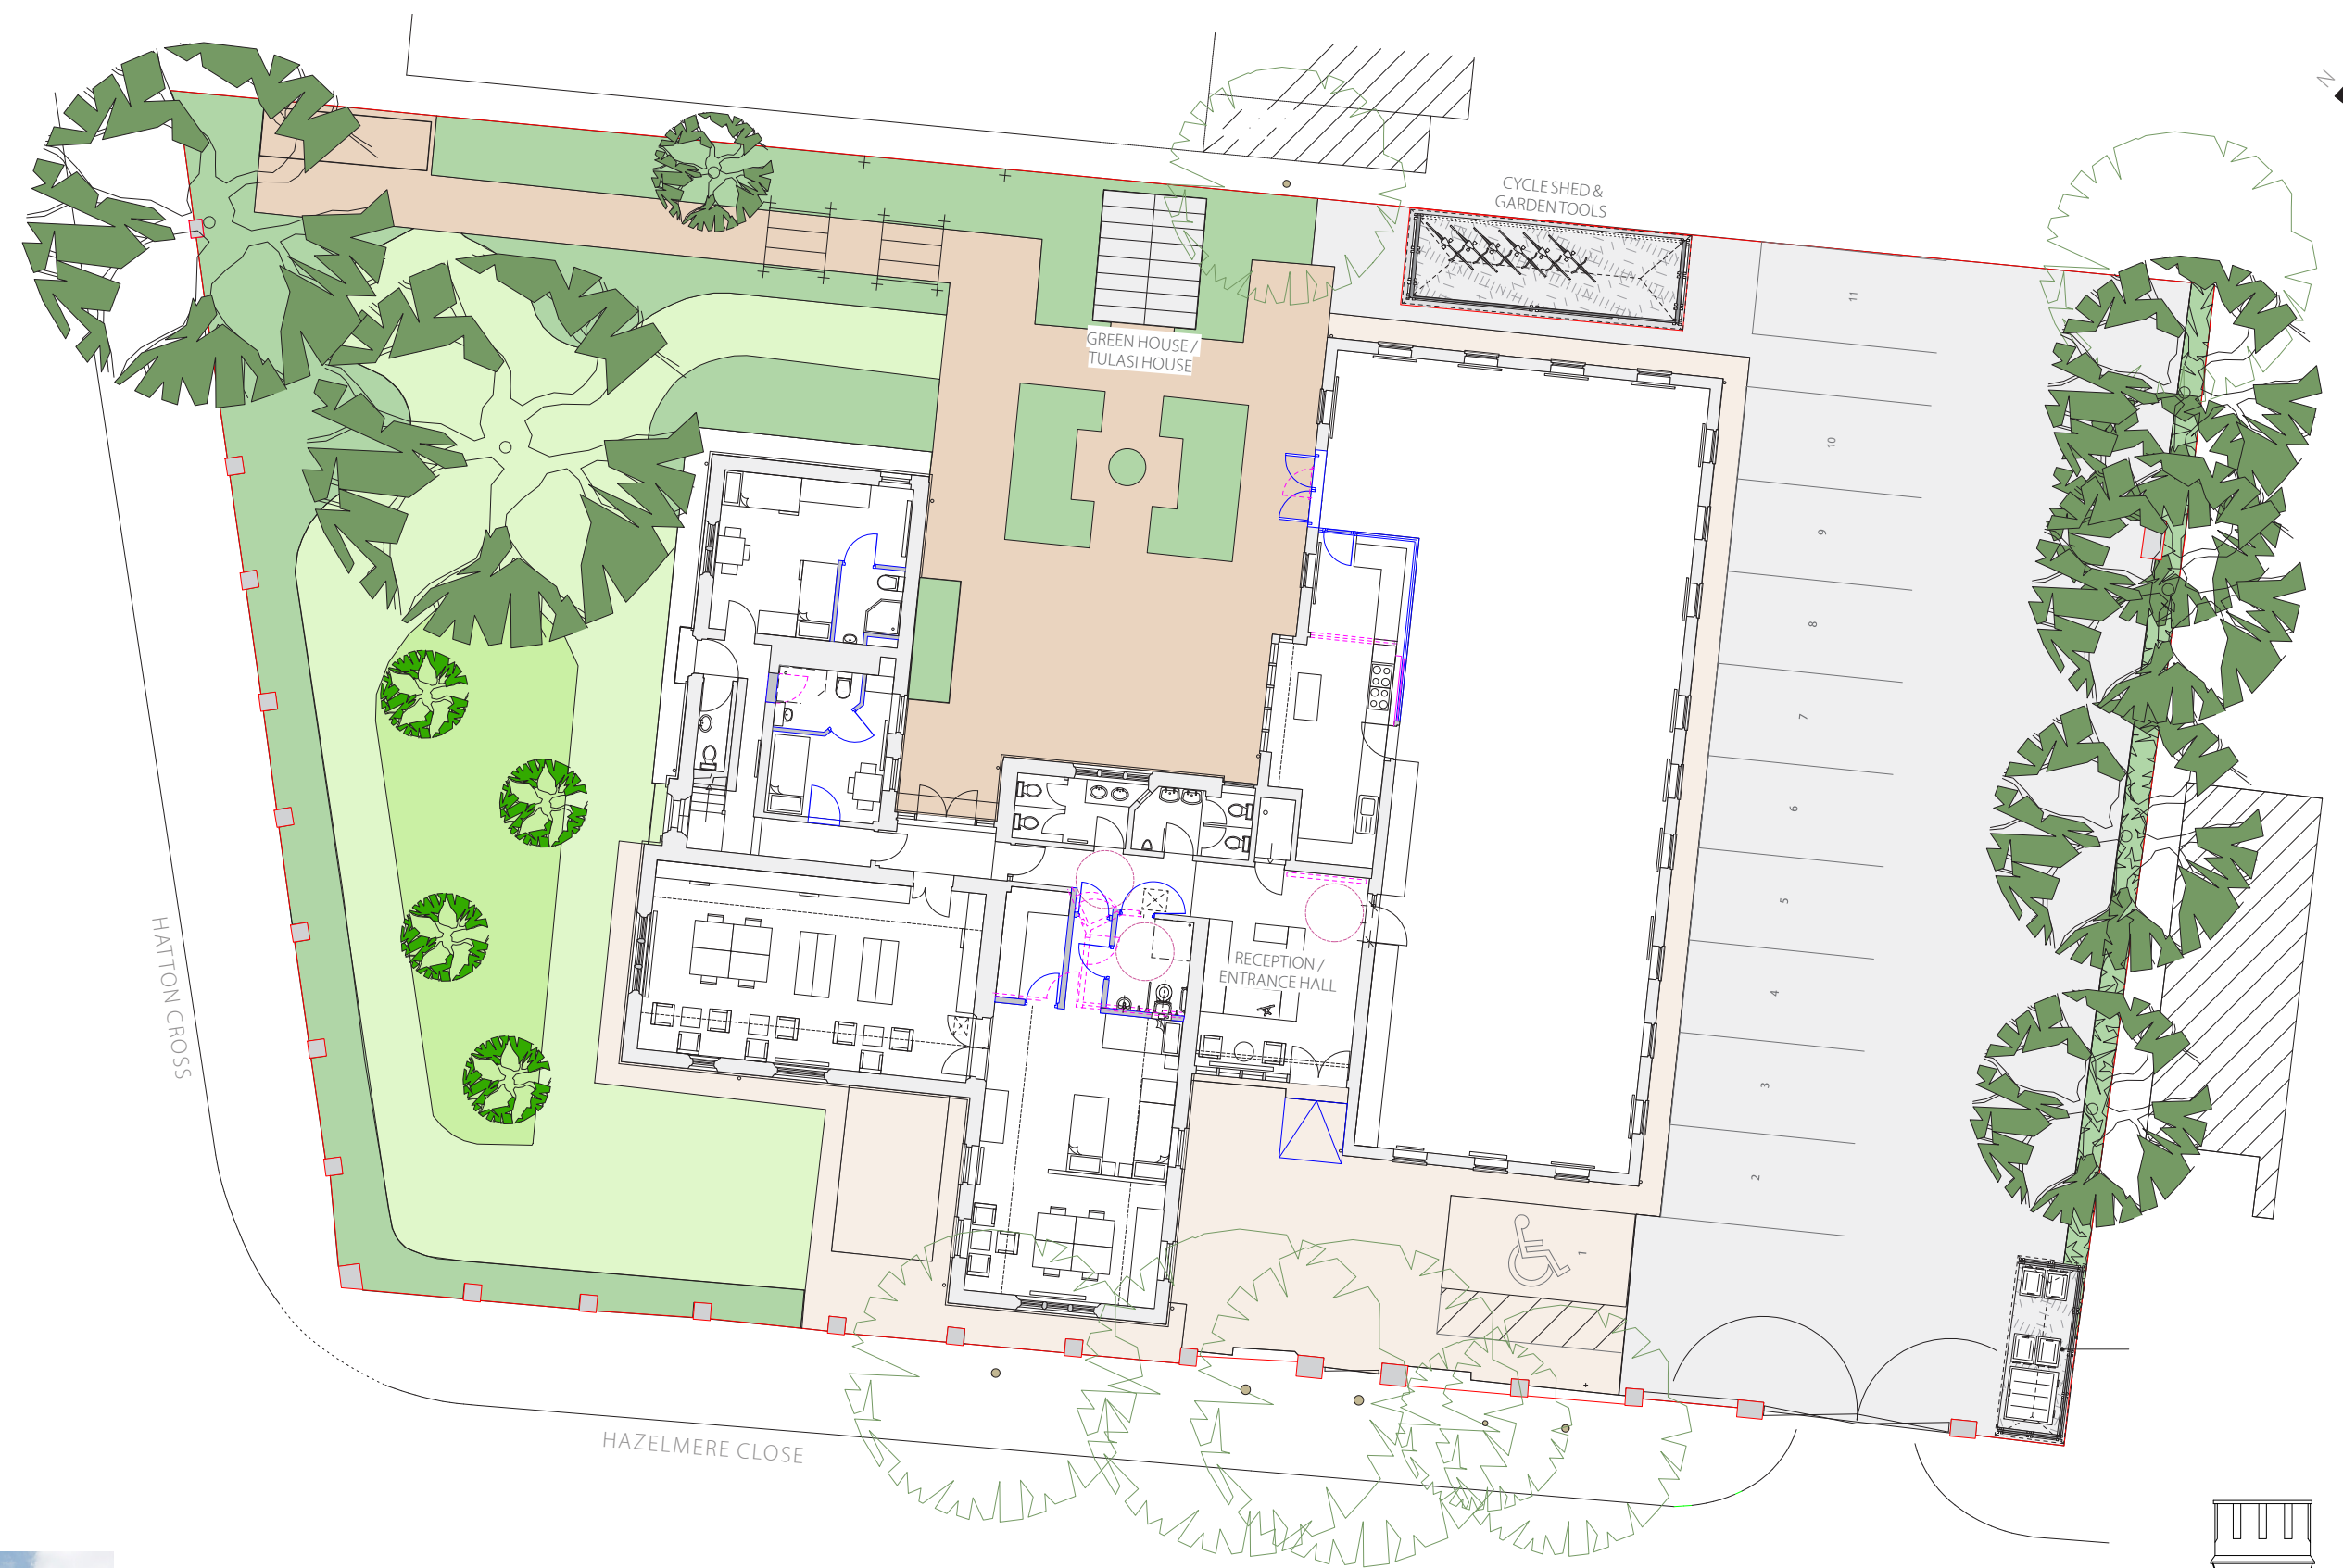 N
CYCLE SHED &
GARDEN TOOLS
GREEN HOUSE /
TULASI HOUSE
11
10
9
8
7
6
5
4
3
2
1
RECEPTION /
ENTRANCE HALL
HATTON CROSS
HAZELMERE CLOSE